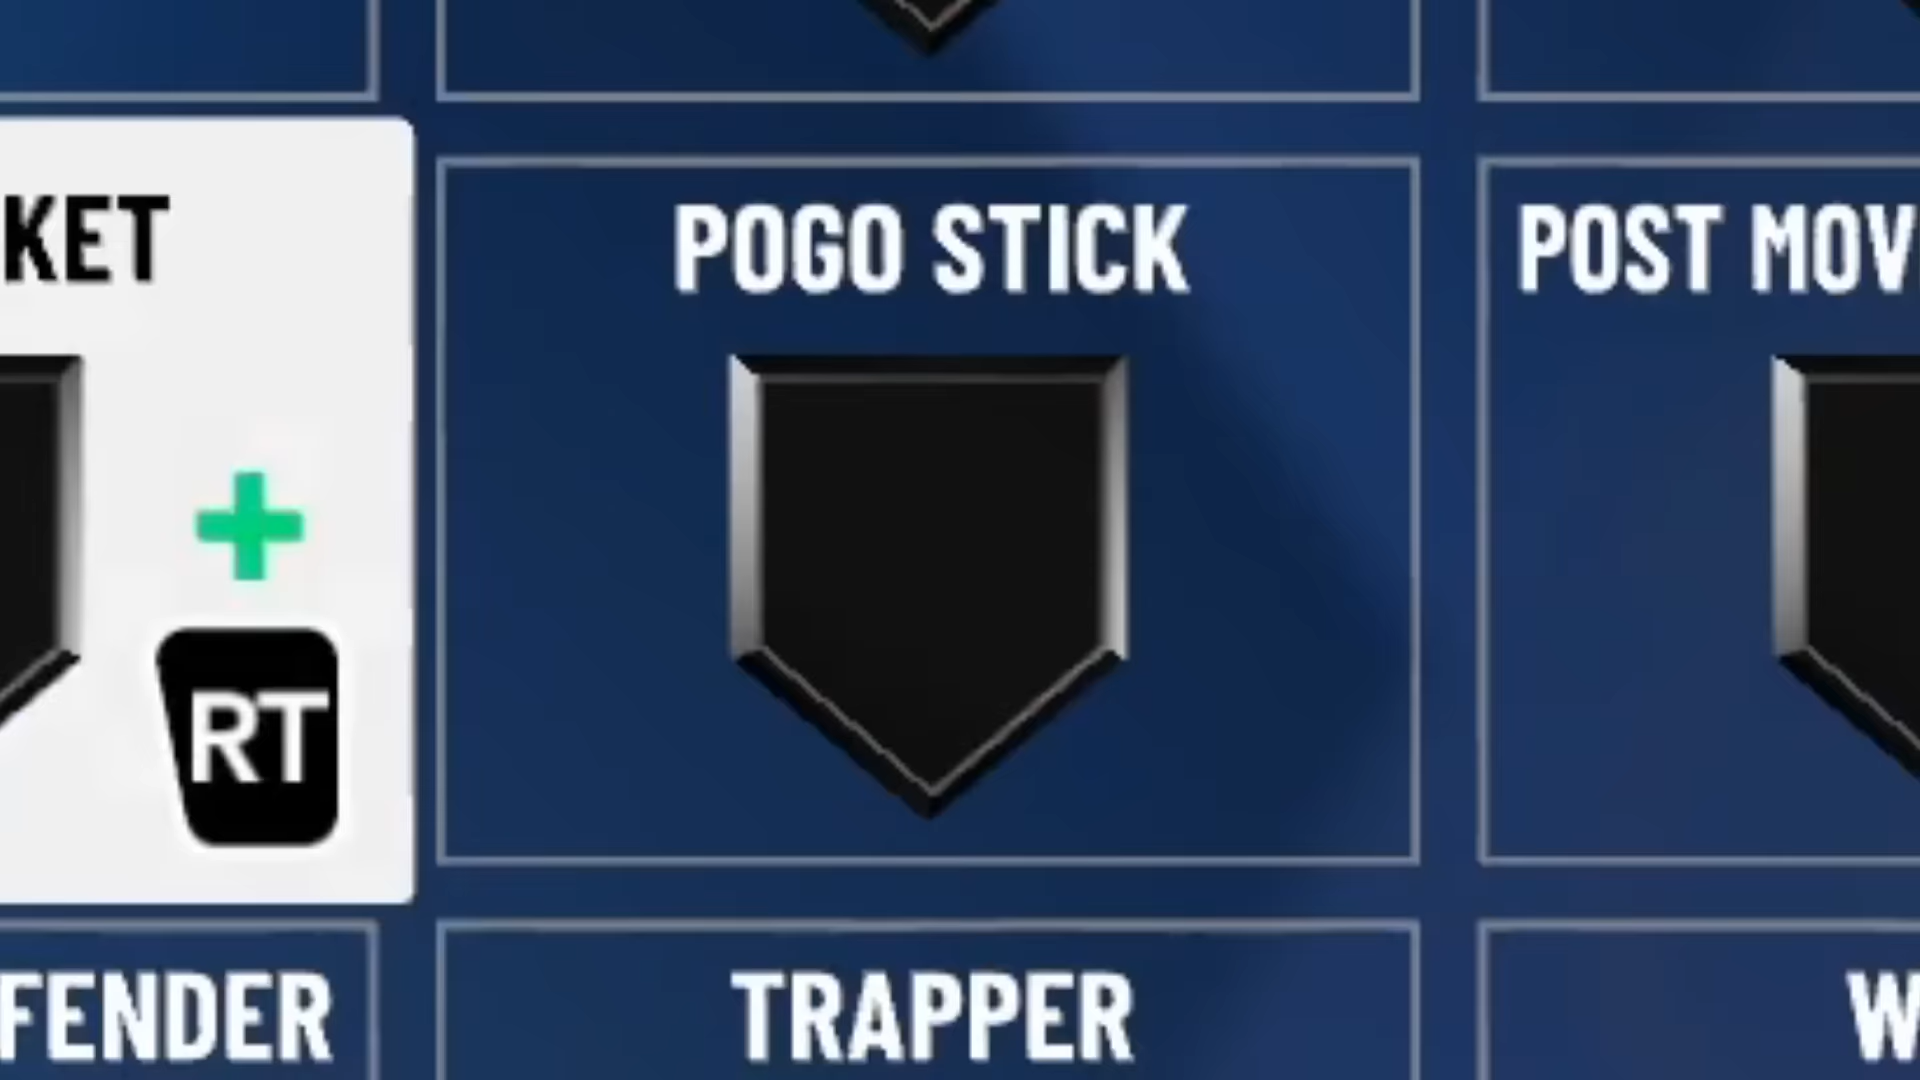 KET
POGO STICK
POST MOV
RT
FENDER
TRAPPER
W